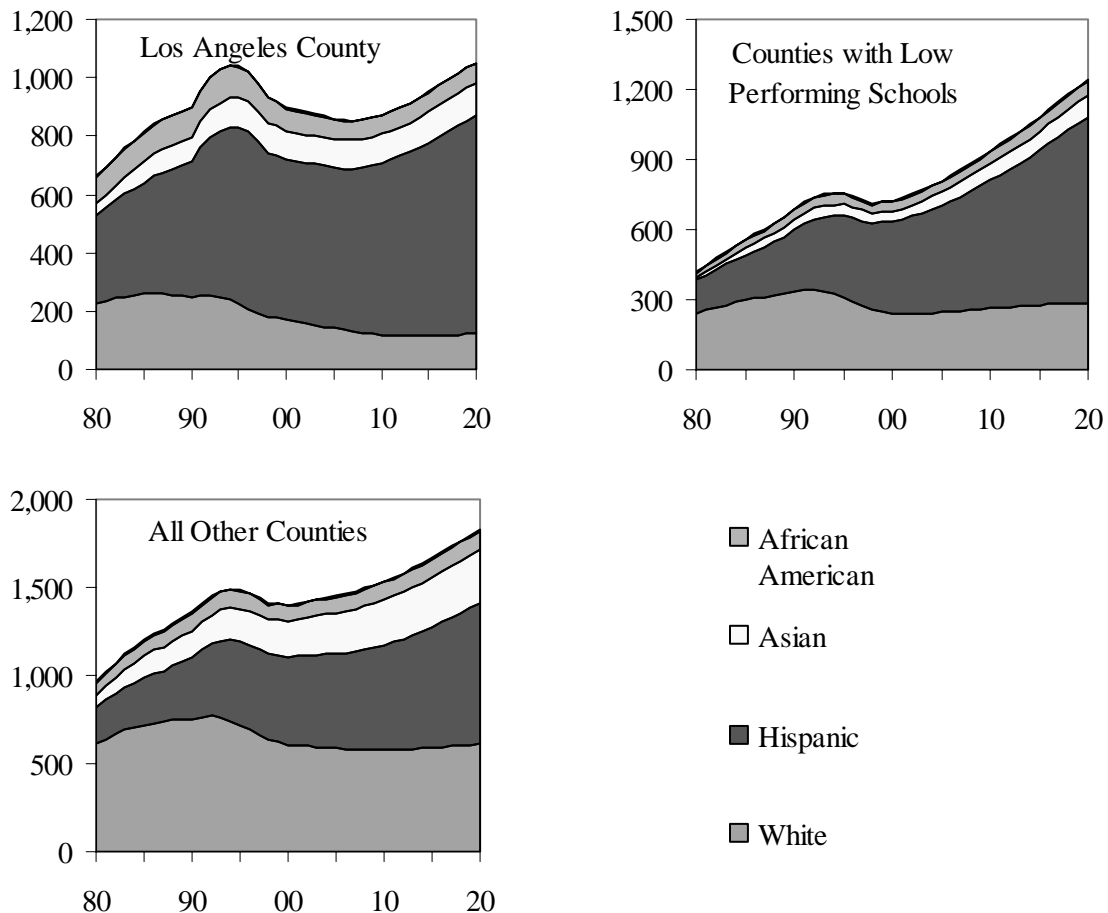 1,200
Los Angeles County
1,000
800
600
400
200
0
80 90 00 10 20
1,500
Counties with Low
Performing Schools
1,200
900
600
300
0
80 90 00 10 20
2,000
All Other Counties
1,500
1,000
500
0
80 90 00 10 20
African
American
Asian
Hispanic
White